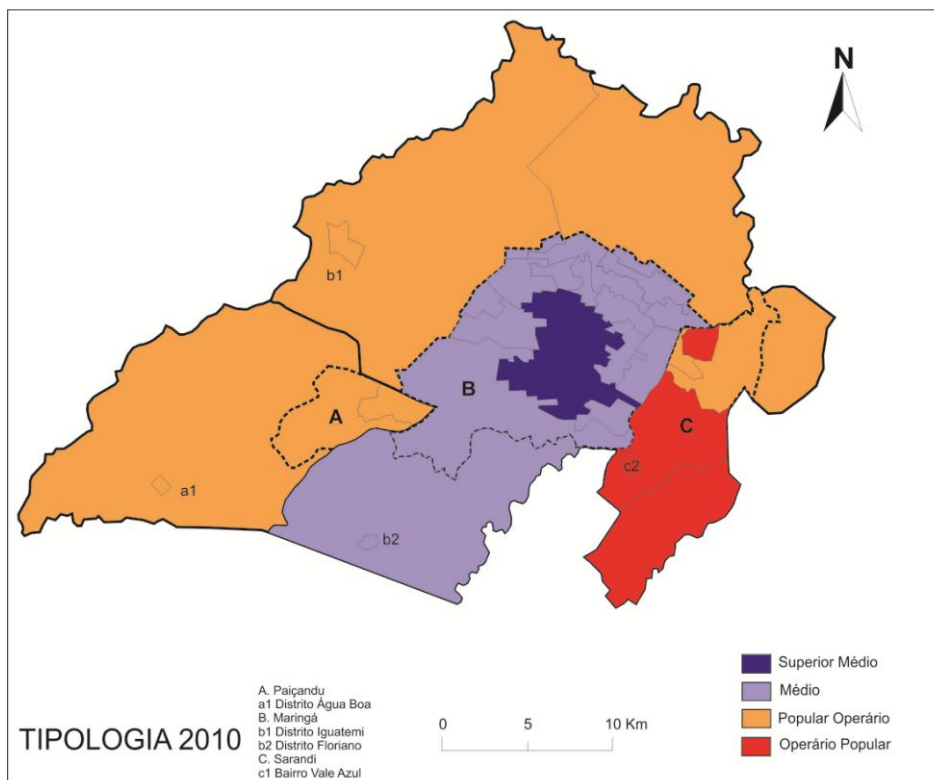 N
b1
A
B
C
c2
a1
b2
Superior Médio
Médio
Popular Operário
Operário Popular
A. Paiçandu
a1 Distrito Água Boa
B. Maringá
b1 Distrito Iguatemi
b2 Distrito Floriano
C. Sarandi
c1 Bairro Vale Azul
0 5 10 Km
TIPOLOGIA 2010